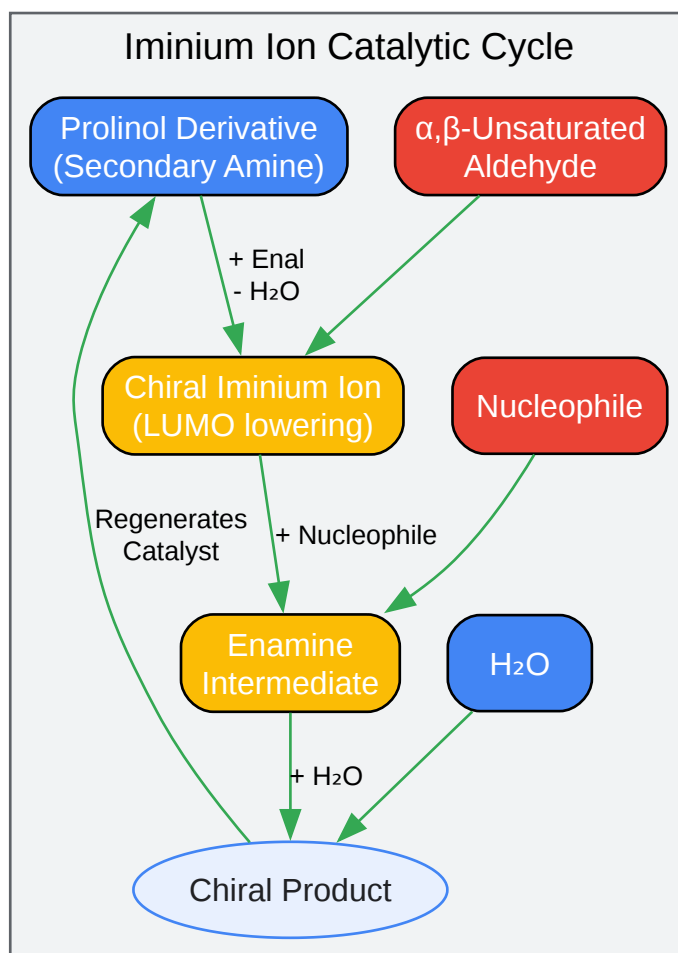 Iminium Ion Catalytic Cycle
Prolinol Derivative
(Secondary Amine)
α,β-Unsaturated
Aldehyde
+ Enal
- H₂O
Chiral Iminium Ion
(LUMO lowering)
Nucleophile
Regenerates
Catalyst
+ Nucleophile
Enamine
Intermediate
H₂O
+ H₂O
Chiral Product